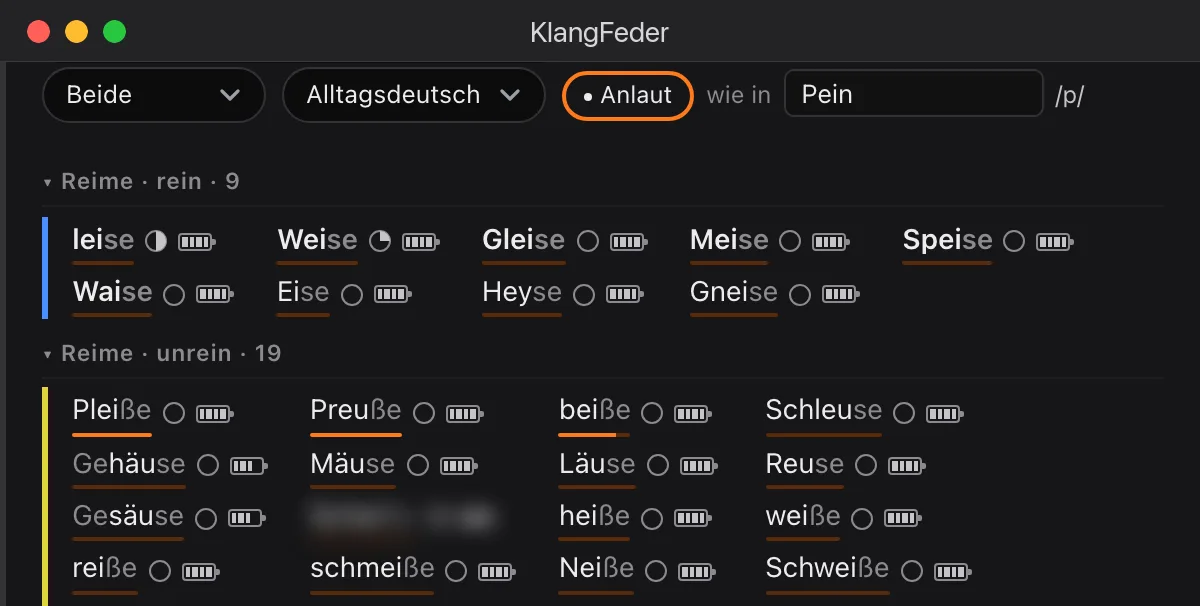 KlangFeder
Beide Alltagsdeutsch • Anlaut wie in Pein /p/
Reime · rein · 9
leise Weise Gleise Meise Speise
Waise Eise Heyse Gneise
Reime · unrein · 19
Pleiße Preuße beiße Schleuse
Gehäuse Mäuse Läuse Reuse
Gesäuse heiße weiße
reiße schmeiße Neiße Schweiße